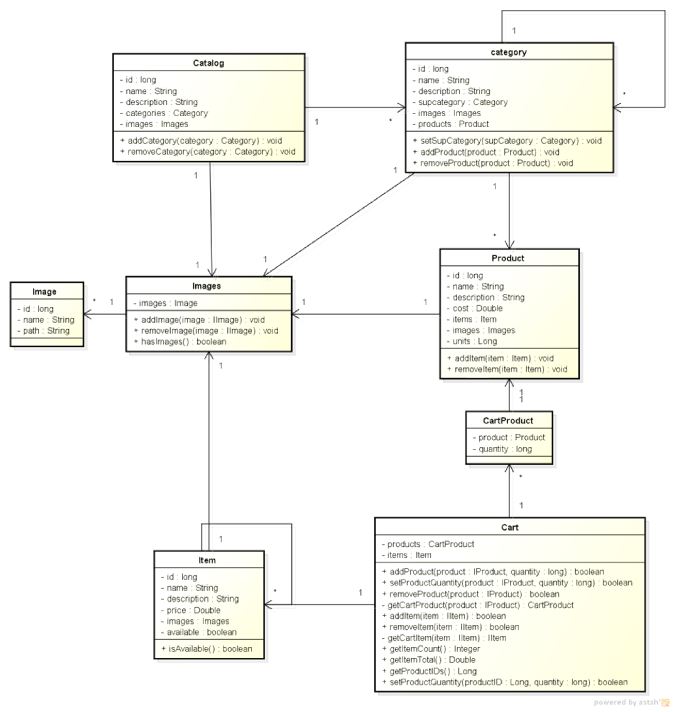 1
category
- id : long
- name : String
- description : String
- supcategory : Category
- images : Images
- products : Product
+ setSupCategory(supCategory : Category) : void
+ addProduct(product : Product) : void
+ removeProduct(product : Product) : void
*
Catalog
- id : long
- name : String
- description : String
- categories : Category
- images : Images
+ addCategory(category : Category) : void
+ removeCategory(category : Category) : void
1
*
1
1
1
1
1
*
Image
- id : long
- name : String
- path : String
*
1
Images
- images : Image
+ addImage(image : IImage) : void
+ removeImage(image : IImage) : void
+ hasImages() : boolean
1
1
Product
- id : long
- name : String
- description : String
- cost : Double
- items : Item
- images : Images
- units : Long
+ addItem(item : Item) : void
+ removeItem(item : Item) : void
1
1
1
CartProduct
- product : Product
- quantity : long
*
1
Cart
- products : CartProduct
- items : Item
+ addProduct(product : IProduct, quantity : long) : boolean
+ setProductQuantity(product : IProduct, quantity : long) : boolean
+ removeProduct(product : IProduct) : boolean
- getCartProduct(product : IProduct) : CartProduct
+ addItem(item : IItem) : boolean
+ removeItem(item : IItem) : boolean
- getCartItem(item : IItem) : IItem
+ getItemCount() : Integer
+ getItemTotal() : Double
+ getProductIDs() : Long
+ setProductQuantity(productID : Long, quantity : long) : boolean
1
Item
- id : long
- name : String
- description : String
- price : Double
- images : Images
- available : boolean
+ isAvailable() : boolean
*
1
powered by astah